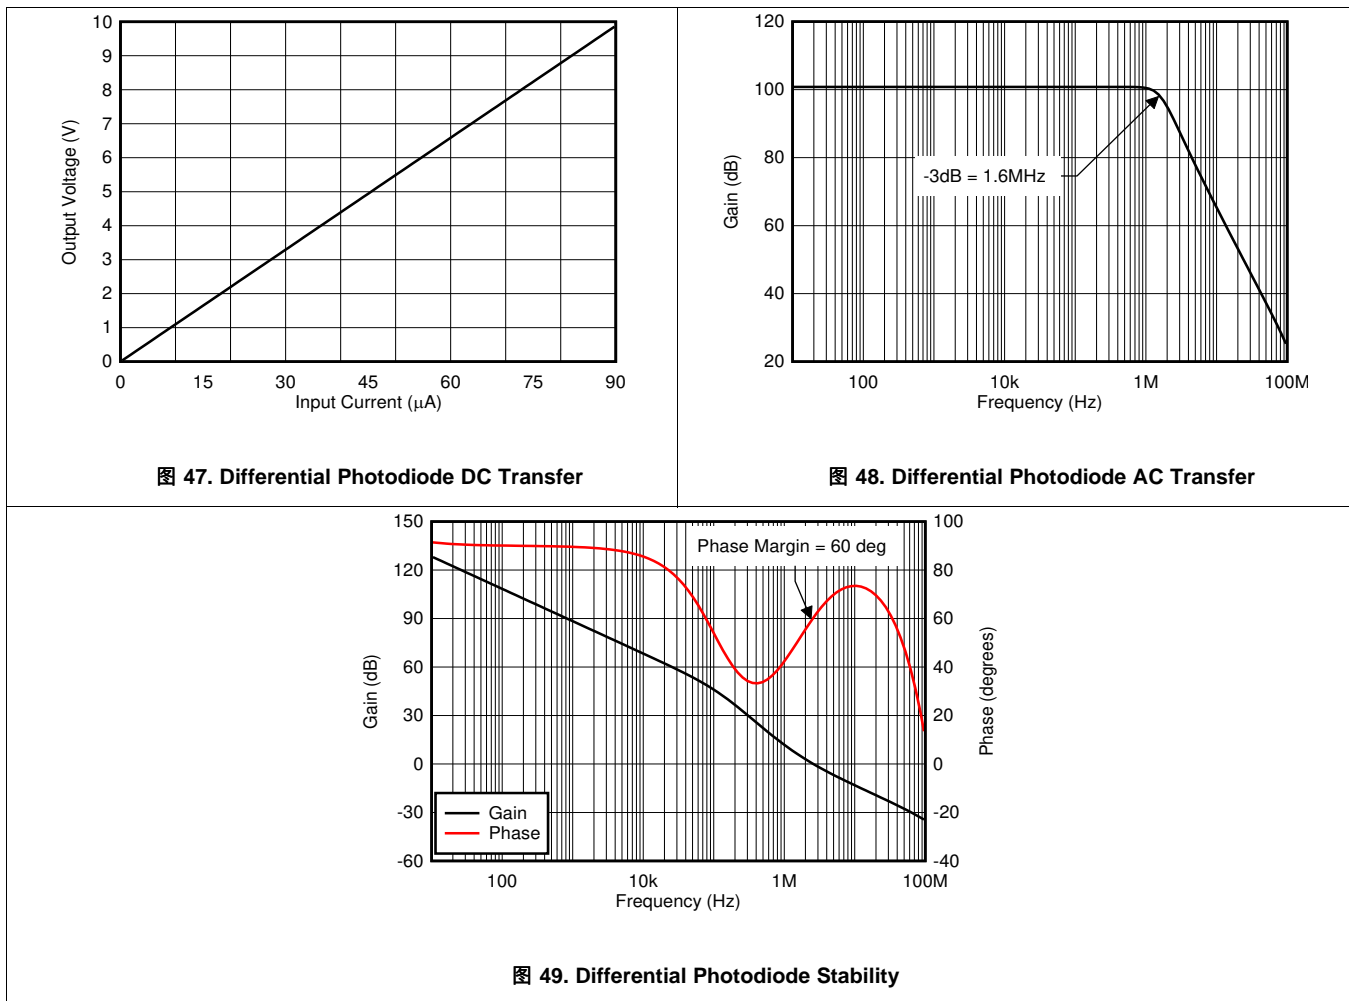 10
9
8
7
6
5
4
3
2
1
0
Output Voltage (V)
0 15 30 45 60 75 90
Input Current (μA)
图 47. Differential Photodiode DC Transfer
120
100
80
60
40
20
Gain (dB)
-3dB = 1.6MHz
100 10k 1M 100M
Frequency (Hz)
图 48. Differential Photodiode AC Transfer
150
120
90
60
30
0
-30
-60
Gain (dB)
Phase Margin = 60 deg
Gain
Phase
100
80
60
40
20
0
-20
-40
Phase (degrees)
100 10k 1M 100M
Frequency (Hz)
图 49. Differential Photodiode Stability